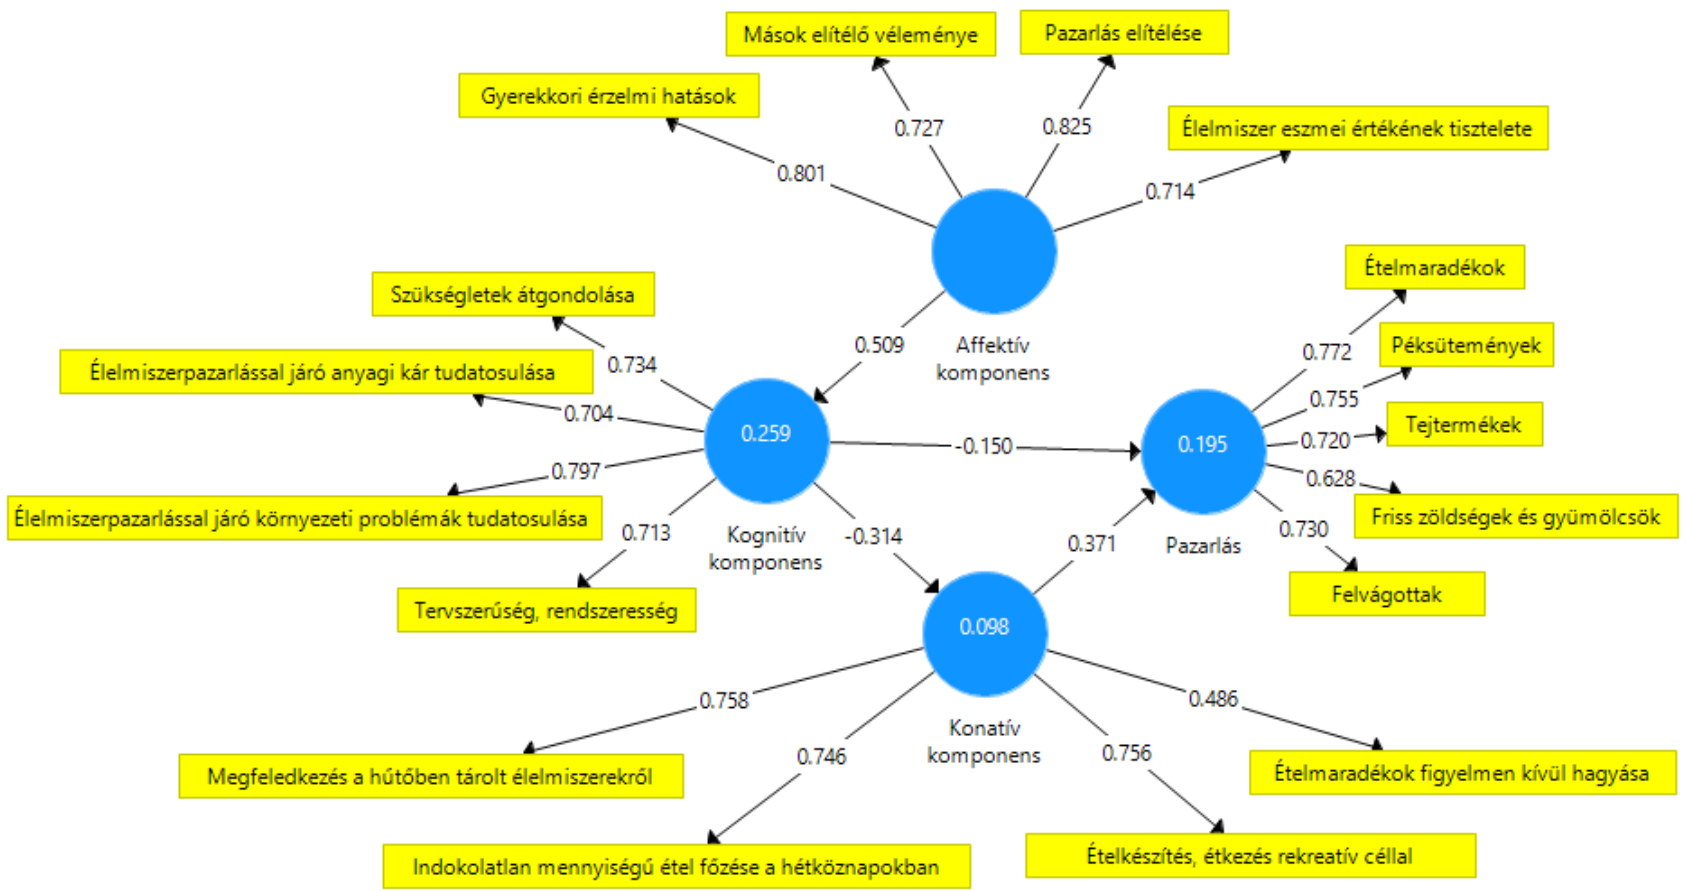 Mások elítélő véleménye
Pazarlás elítélése
Gyerekkori érzelmi hatások
0.727
0.825
Élelmiszer eszmei értékének tisztelete
0.801
0.714
Ételmaradékok
Szükségletek átgondolása
0.509
Affektív
komponens
0.772
Péksütemények
Élelmiszerpazarlással járó anyagi kár tudatosulása
0.734
0.755
0.704
Tejtermékek
0.259
-0.150
0.195
0.720
0.797
0.628
Élelmiszerpazarlással járó környezeti problémák tudatosulása
Friss zöldségek és gyümölcsök
0.713
Kognitív
komponens
-0.314
0.371
Pazarlás
0.730
Tervszerűség, rendszeresség
Felvágottak
0.098
0.758
0.486
Konatív
komponens
0.746
0.756
Megfeledkezés a hűtőben tárolt élelmiszerekről
Ételmaradékok figyelmen kívül hagyása
Indokolatlan mennyiségű étel főzése a hétköznapokban
Ételkészítés, étkezés rekreatív céllal